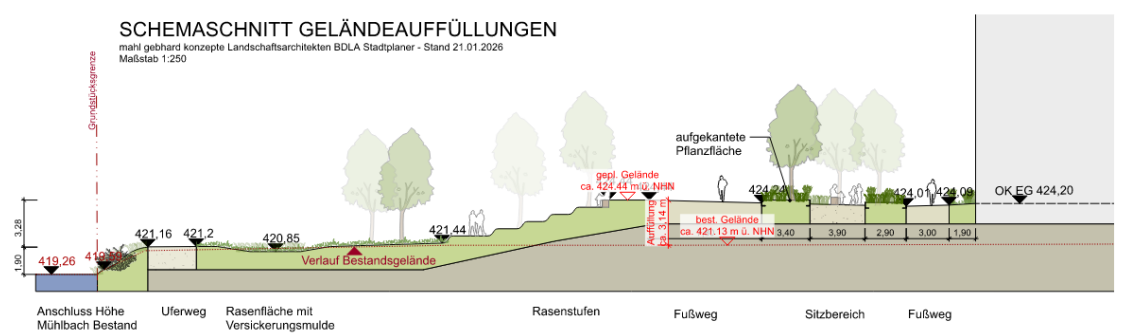 SCHEMASCHNITT GELÄNDEAUFFÜLLUNGEN
mahl gebhard konzepte Landschaftsarchitekten BDLA Stadtplaner - Stand 21.01.2026
Maßstab 1:250
Grundstücksgrenze
aufgekantete
Pflanzfläche
gepl. Gelände
ca. 424.44 m ü. NHN
424,24
424,01
424,09
OK EG 424,20
Auffüllung
ca. 3,14 m
best. Gelände
ca. 421.13 m ü. NHN
3,28
1,90
421,16
421,2
420,85
421,44
3,40
3,90
2,90
3,00
1,90
419,26
Verlauf Bestandsgelände
Anschluss Höhe
Mühlbach Bestand
Uferweg
Rasenfläche mit
Versickerungsmulde
Rasenstufen
Fußweg
Sitzbereich
Fußweg